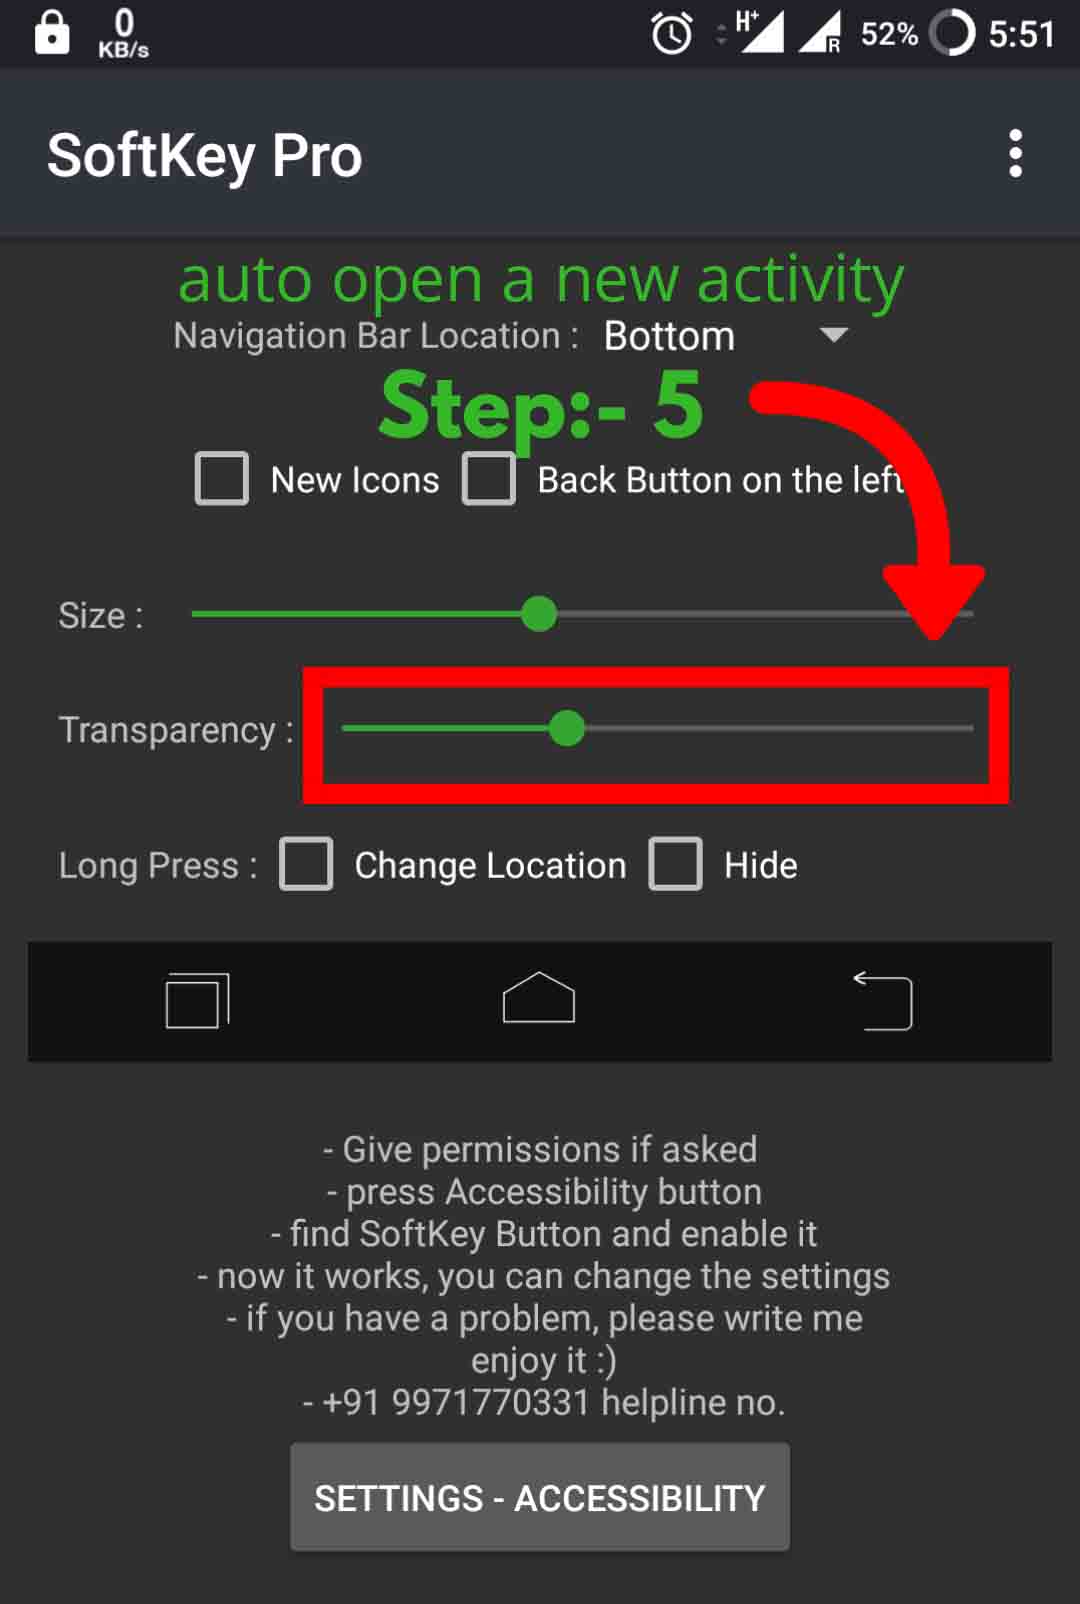 0
KB/s
H+
R
52%
5:51
SoftKey Pro
auto open a new activity
Navigation Bar Location : Bottom
Step:- 5
New Icons Back Button on the left
Size :
Transparency :
Long Press : Change Location Hide
- Give permissions if asked
- press Accessibility button
- find SoftKey Button and enable it
- now it works, you can change the settings
- if you have a problem, please write me
enjoy it :)
- +91 9971770331 helpline no.
SETTINGS - ACCESSIBILITY